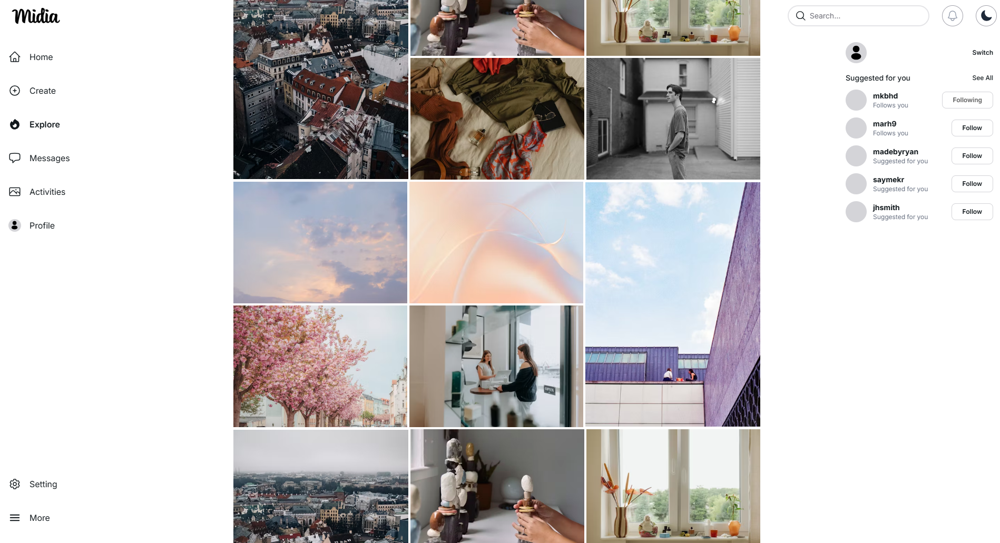 Midia
Home
Create
Explore
Messages
Activities
Profile
Setting
More
OPEN
Search...
Switch
Suggested for you
See All
mkbhd
Follows you
Following
marh9
Follows you
Follow
madebyryan
Suggested for you
Follow
saymekr
Suggested for you
Follow
jhsmith
Suggested for you
Follow